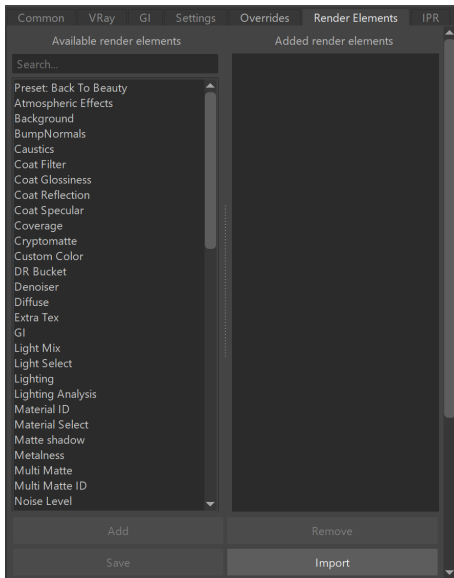 Common VRay GI Settings Overrides Render Elements IPR
Available render elements
Added render elements
Search...
Preset: Back To Beauty
Atmospheric Effects
Background
BumpNormals
Caustics
Coat Filter
Coat Glossiness
Coat Reflection
Coat Specular
Coverage
Cryptomatte
Custom Color
DR Bucket
Denoiser
Diffuse
Extra Tex
GI
Light Mix
Light Select
Lighting
Lighting Analysis
Material ID
Material Select
Matte shadow
Metalness
Multi Matte
Multi Matte ID
Noise Level
Add
Remove
Save
Import